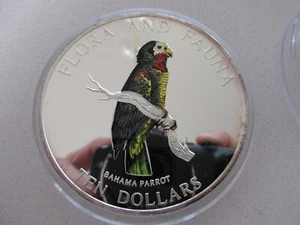 FLORA AND FAUNA
BAHAMA PARROT
TEN DOLLARS